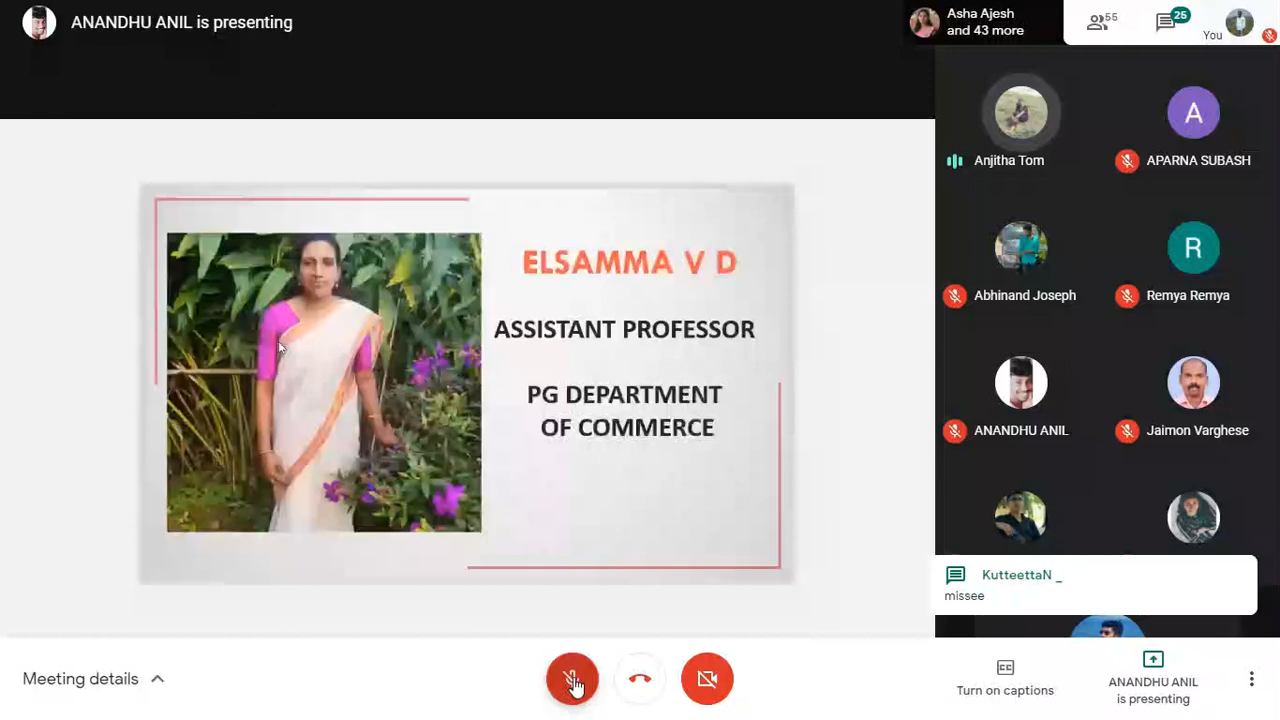 ANANDHU ANIL is presenting
Asha Ajesh
and 43 more
55
25
You
ELSAMMA V D
ASSISTANT PROFESSOR
PG DEPARTMENT
OF COMMERCE
Anjitha Tom
A
APARNA SUBASH
Abhinand Joseph
R
Remya Remya
ANANDHU ANIL
Jaimon Varghese
KutteettaN _
missee
Meeting details
Turn on captions
ANANDHU ANIL
is presenting